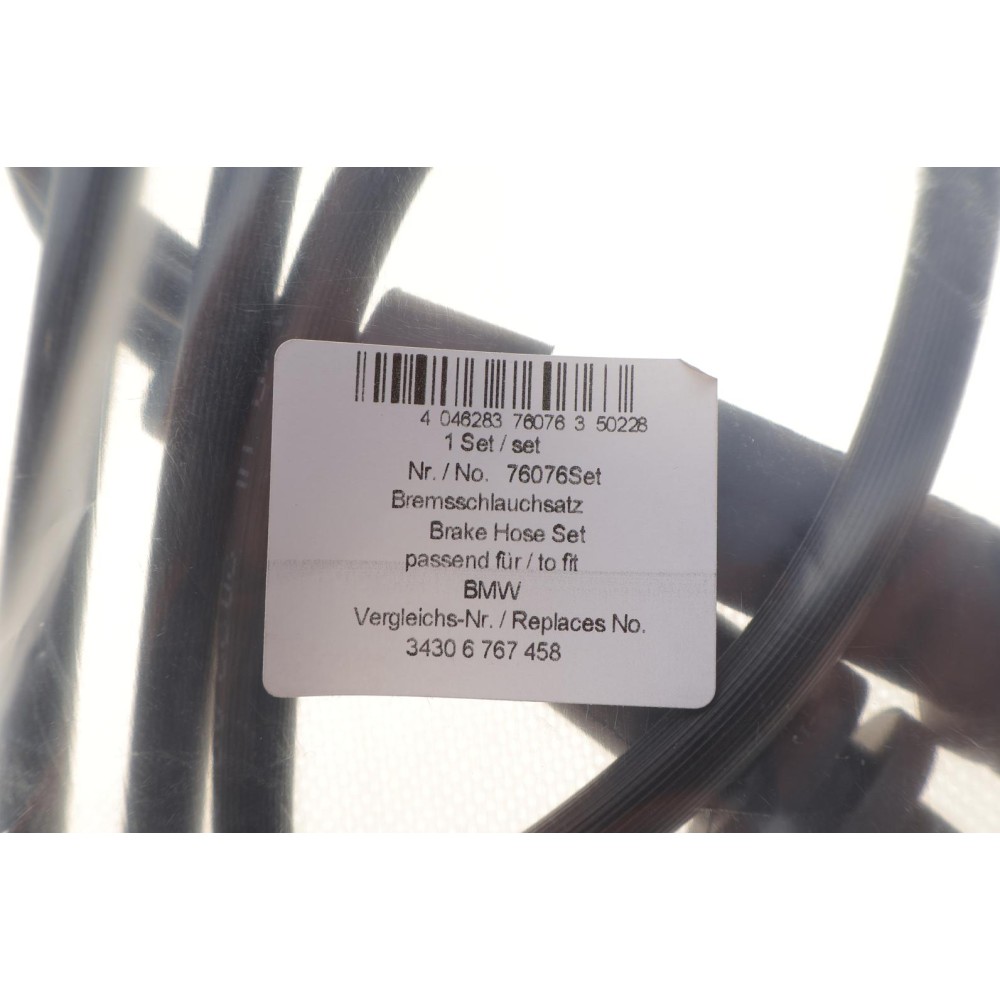 4 046283 76076 3 50228
1 Set / set
Nr. / No. 76076Set
Bremsschlauchsatz
Brake Hose Set
passend für / to fit
BMW
Vergleichs-Nr. / Replaces No.
3430 6 767 458